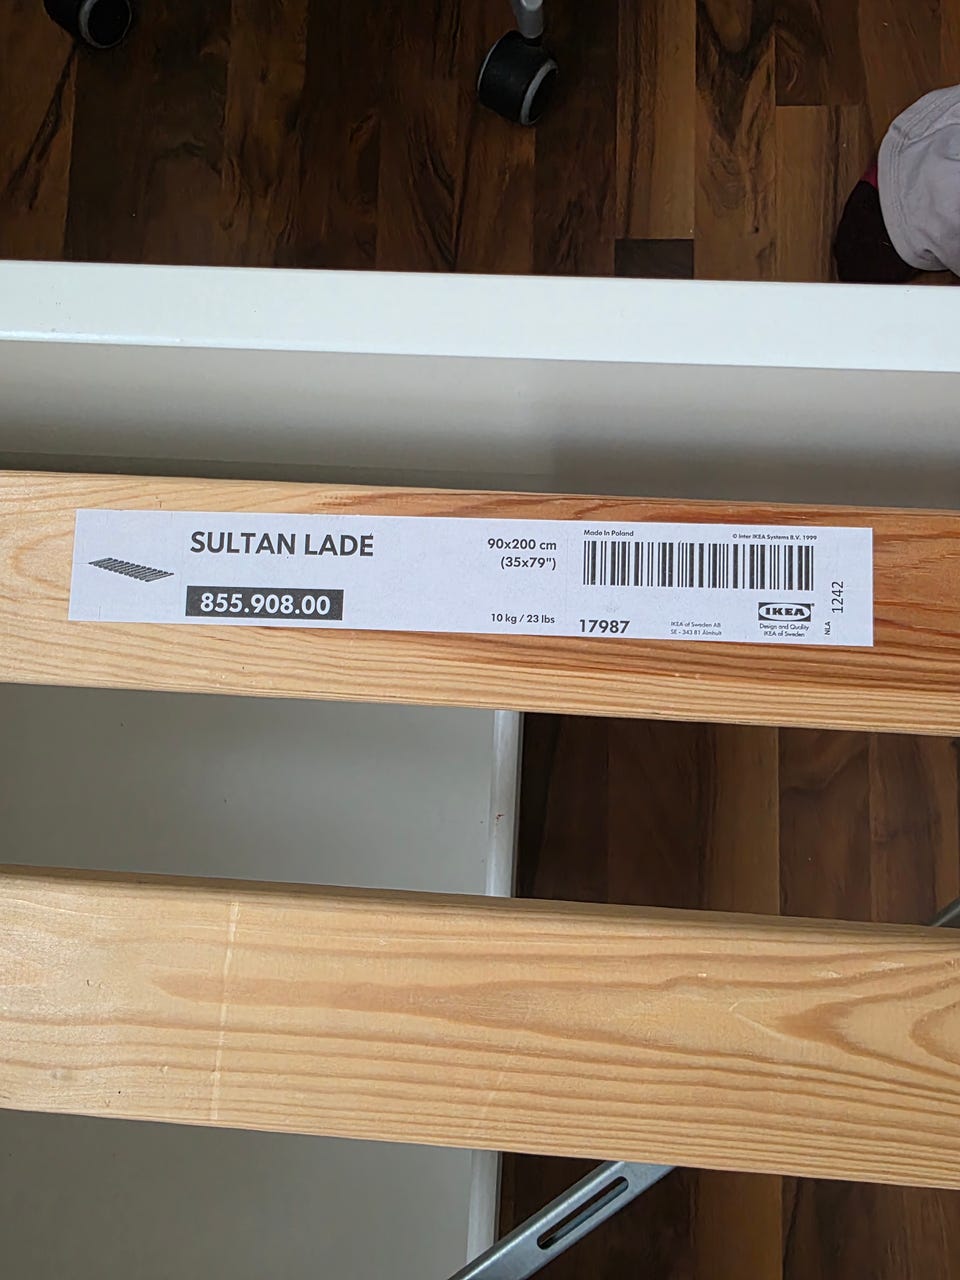 SULTAN LADE
855.908.00
90x200 cm
(35x79")
10 kg / 23 lbs
Made in Poland
© Inter IKEA Systems B.V. 1999
17987
IKEA of Sweden AB
SE - 343 81 Älmhult
IKEA
Design and Quality
IKEA of Sweden
NLA
1242